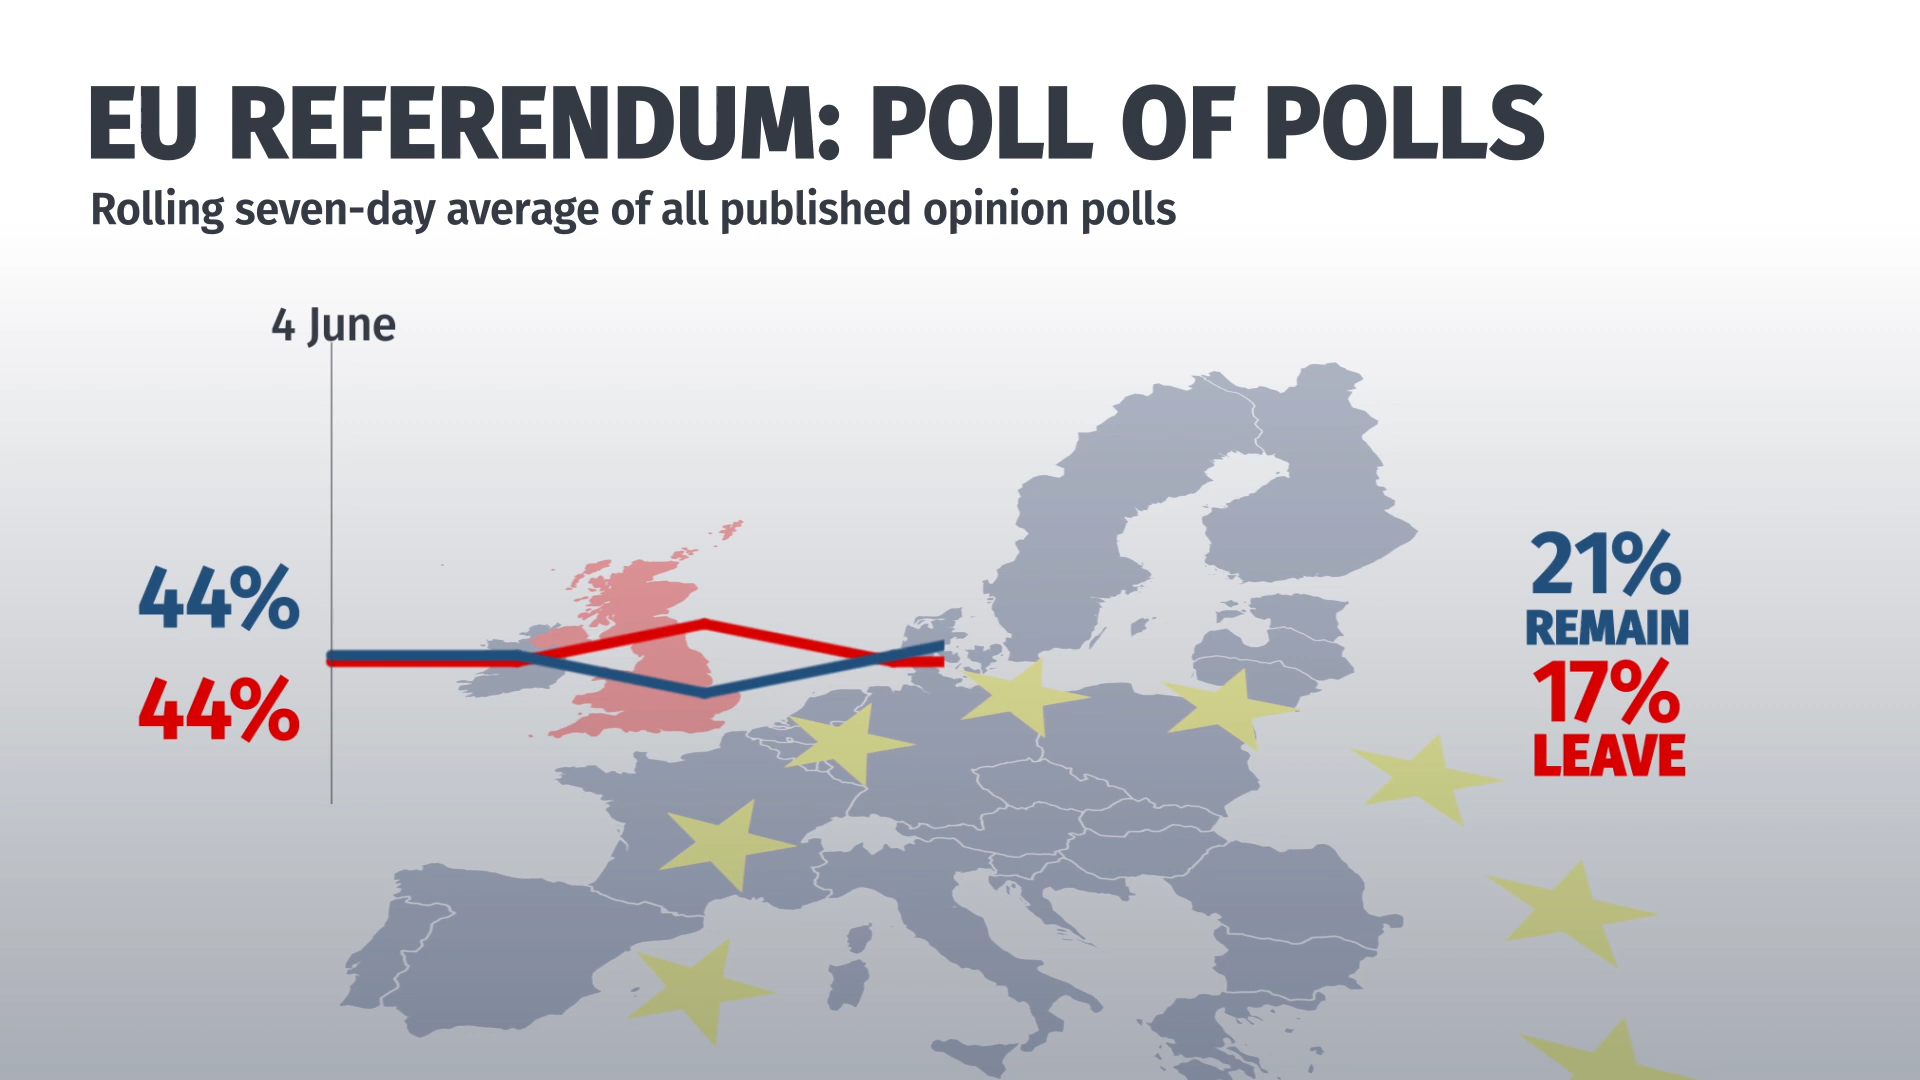 EU REFERENDUM: POLL OF POLLS
Rolling seven-day average of all published opinion polls
4 June
44%
44%
21%
REMAIN
17%
LEAVE